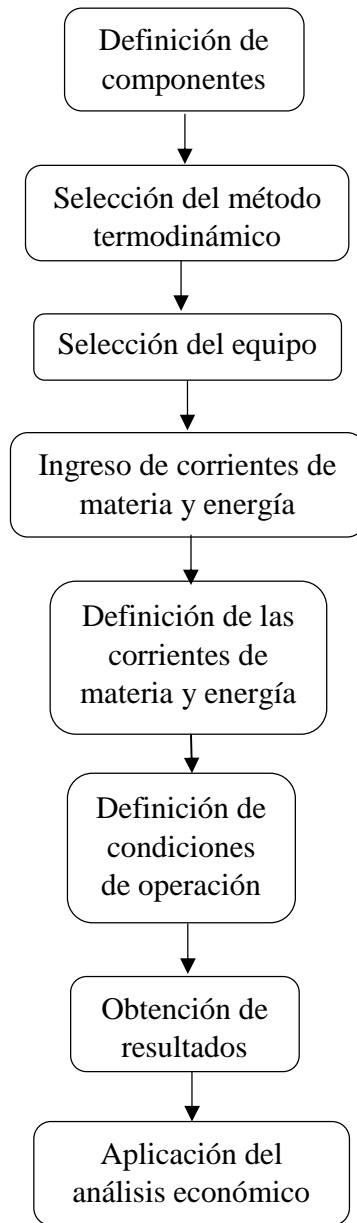 Definición de
componentes
Selección del método
termodinámico
Selección del equipo
Ingreso de corrientes de
materia y energía
Definición de las
corrientes de
materia y energía
Definición de
condiciones
de operación
Obtención de
resultados
Aplicación del
análisis económico